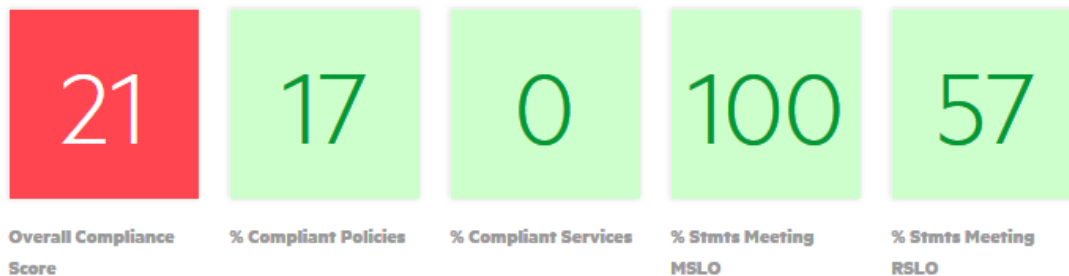 21 17 0 100 57
Overall Compliance % Compliant Policies % Compliant Services % Stmts Meeting % Stmts Meeting
Score MSLO RSLO